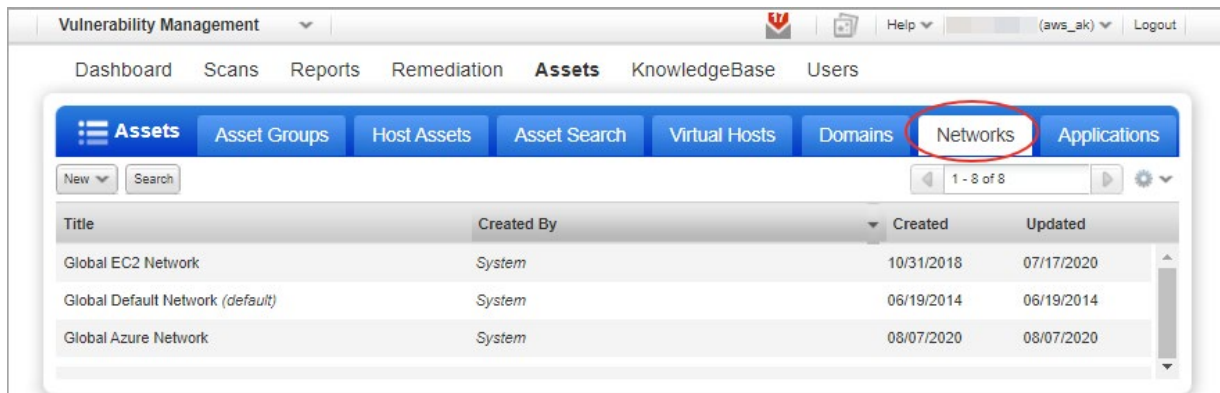 Vulnerability Management
17
Help (aws_ak) Logout
Dashboard Scans Reports Remediation Assets KnowledgeBase Users
Assets Asset Groups Host Assets Asset Search Virtual Hosts Domains Networks Applications
New Search 1 - 8 of 8
Title Created By Created Updated
Global EC2 Network System 10/31/2018 07/17/2020
Global Default Network (default) System 06/19/2014 06/19/2014
Global Azure Network System 08/07/2020 08/07/2020